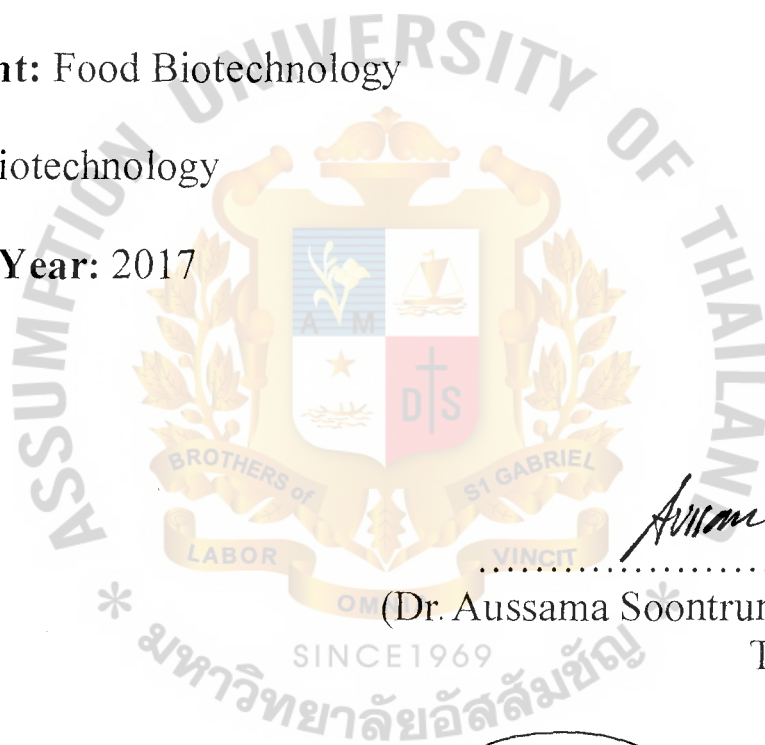 nt: Food Biotechnology
iotechnology
Year: 2017
ASSUMPTION UNIVERSITY OF THAILAND
A M
D S
BROTHERS of ST GABRIEL
LABOR OMNIA VINCIT
(Dr. Aussama Soontrun
T
SINCE1969
* มหาวิทยาลัยอัสสัมชัญ *